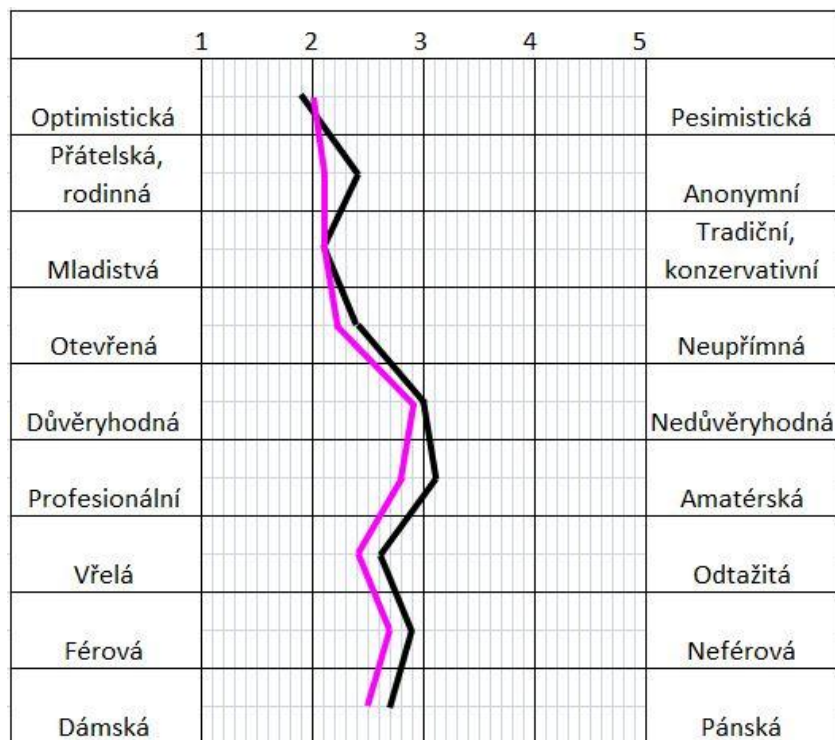 1 2 3 4 5
Optimistická Pesimistická
Přátelská,
rodinná Anonymní
Tradiční,
Mladistvá konzervativní
Otevřená Neupřímná
Důvěryhodná Nedůvěryhodná
Profesionální Amatérská
Vřelá Odtažitá
Férová Neférová
Dámská Pánská